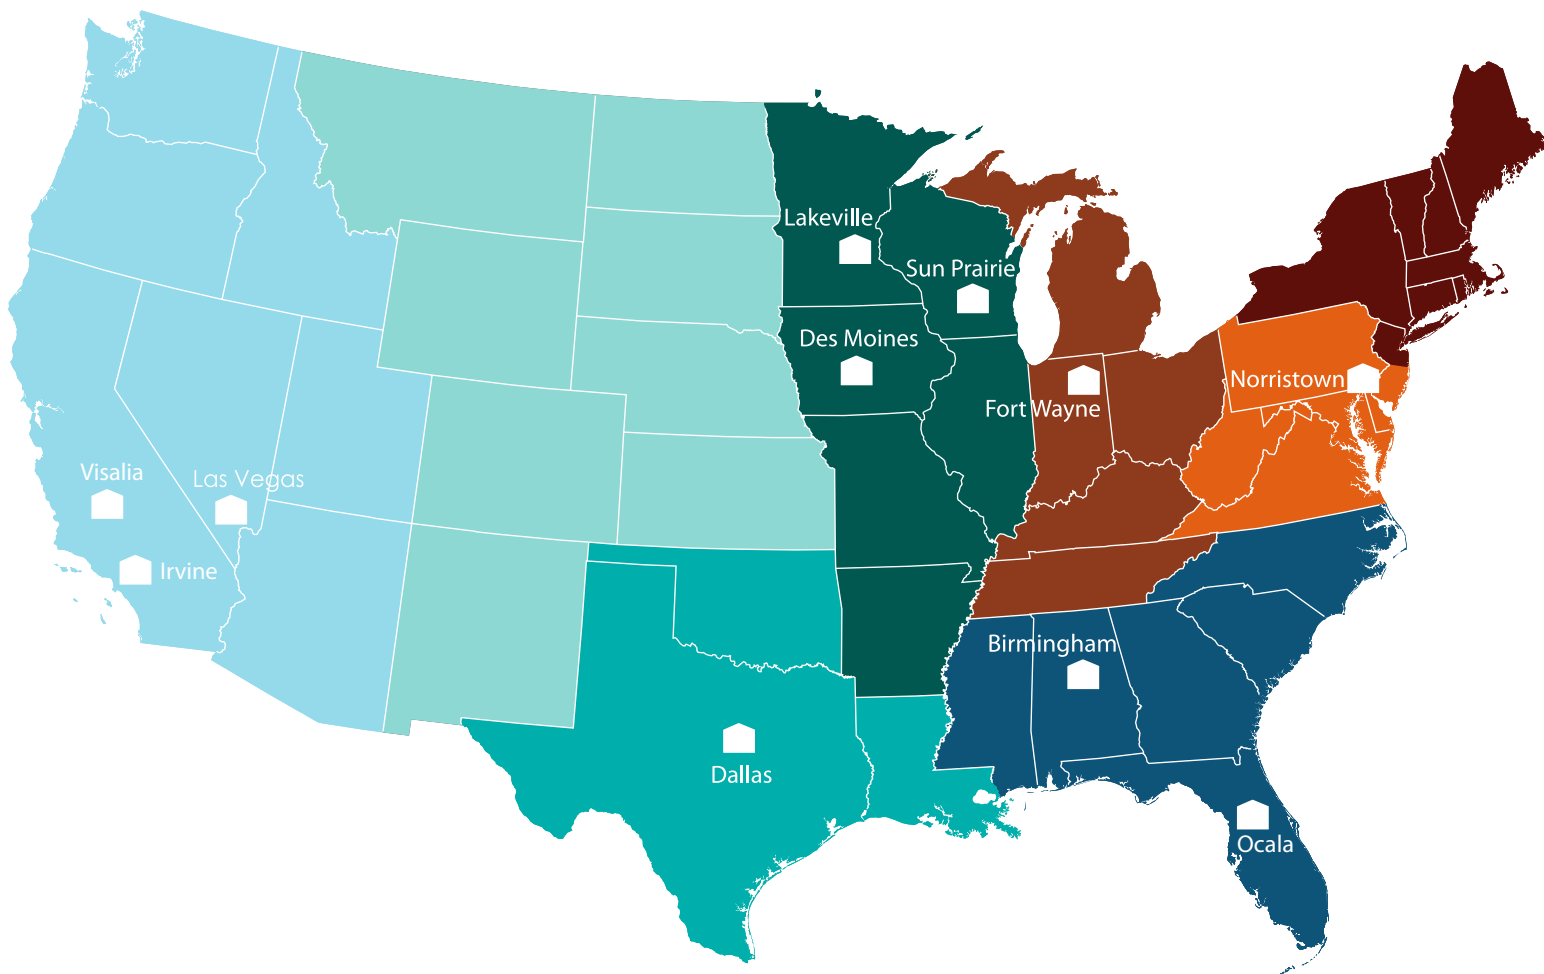 Lakeville
Sun Prairie
Des Moines
Norristown
Fort Wayne
Visalia
Las Vegas
Irvine
Birmingham
Dallas
Ocala